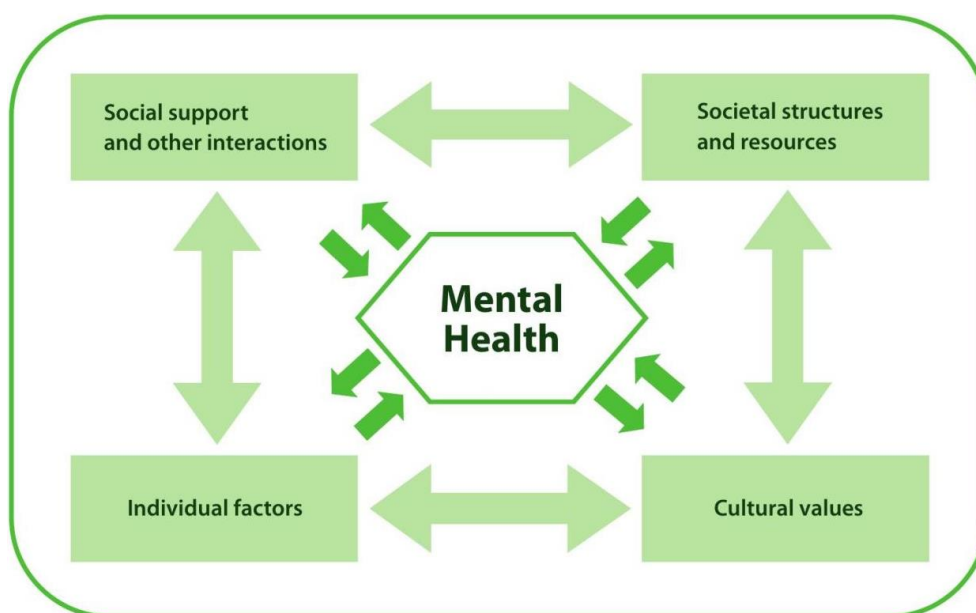 Social support
and other interactions
Societal structures
and resources
Mental
Health
Individual factors
Cultural values